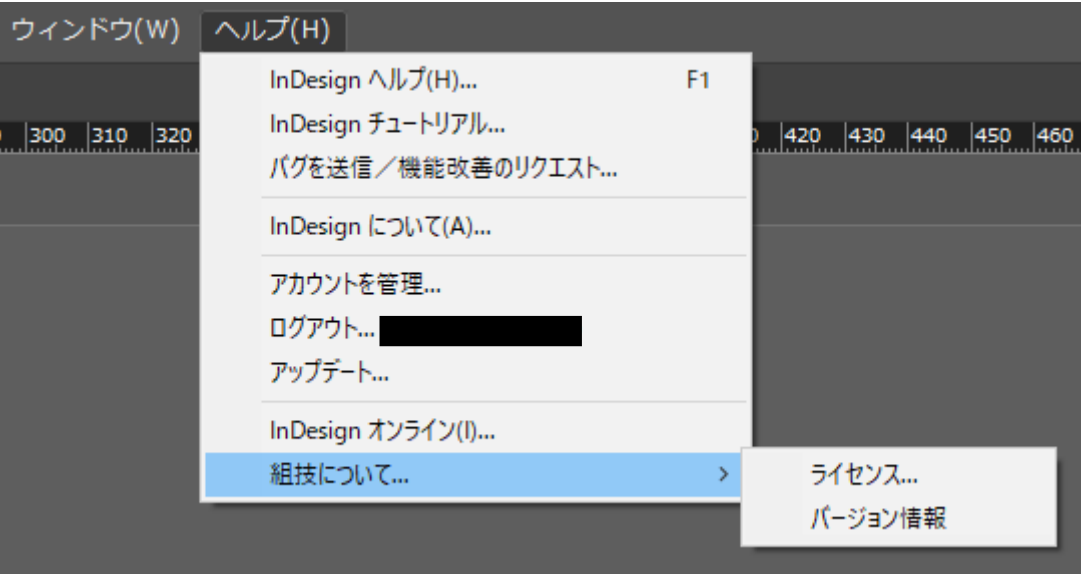 ウィンドウ(W) ヘルプ(H)
InDesign ヘルプ(H)... F1
InDesign チュートリアル...
300 310 320 420 430 440 450 460
バグを送信／機能改善のリクエスト...
InDesign について(A)...
アカウントを管理...
ログアウト...
アップデート...
InDesign オンライン(I)...
組技について... >
ライセンス...
バージョン情報